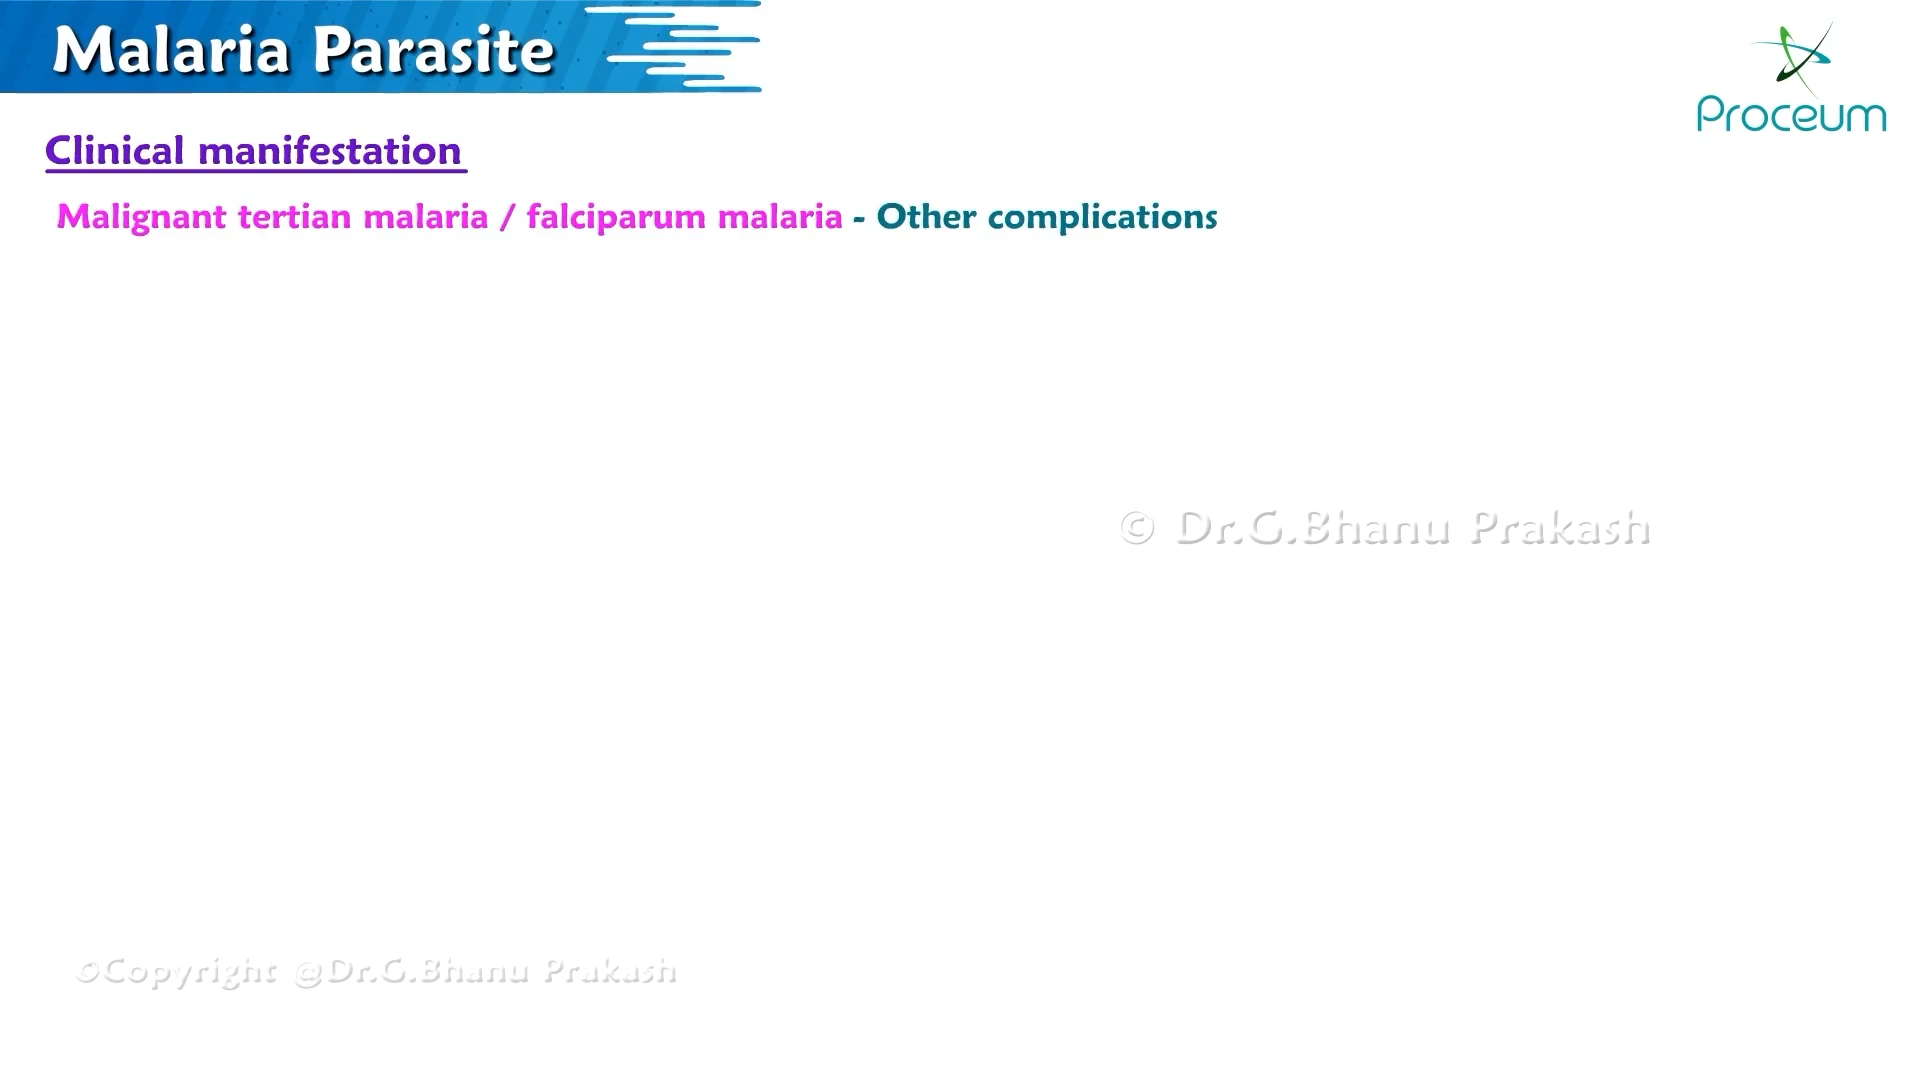 Malaria Parasite
Proceum
Clinical manifestation
Malignant tertian malaria / falciparum malaria - Other complications
© Dr.G.Bhanu Prakash
©Copyright @Dr.G.Bhanu Prakash